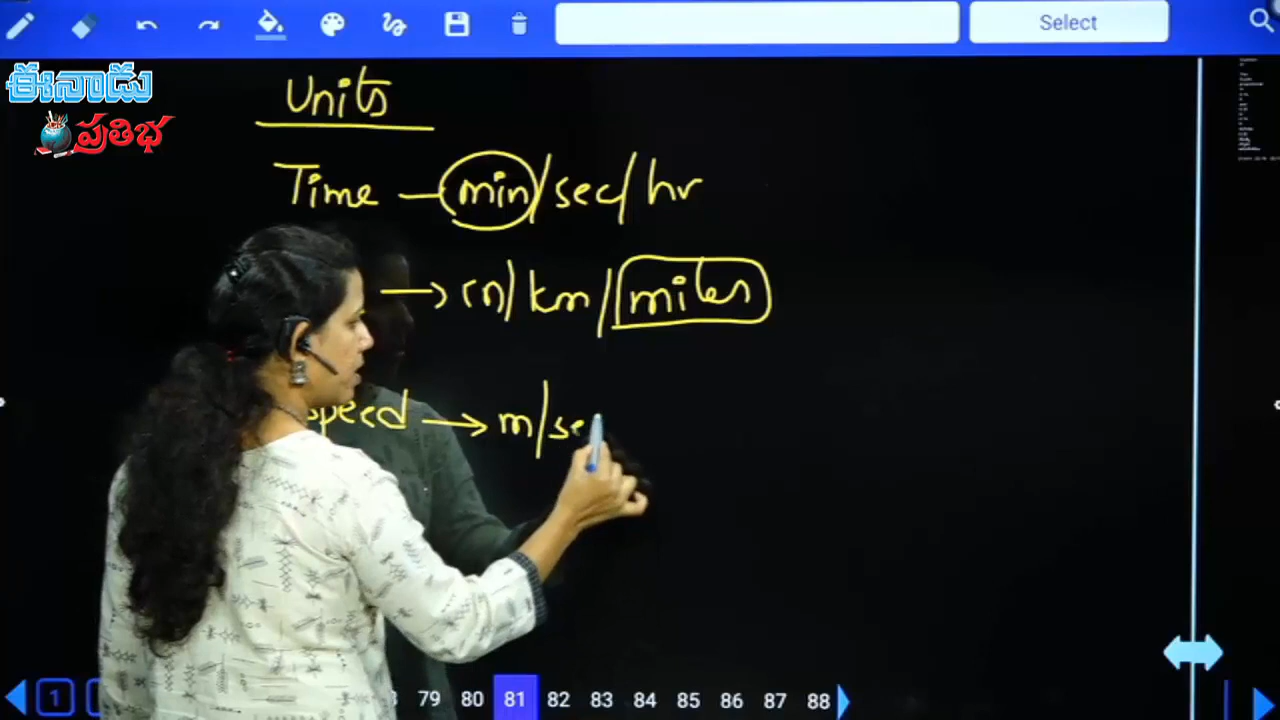 Select
ఈనాడు
ప్రతిభ
Units
Time – min/sec/hr
→ m/km/miles
speed → m/se
1 79 80 81 82 83 84 85 86 87 88